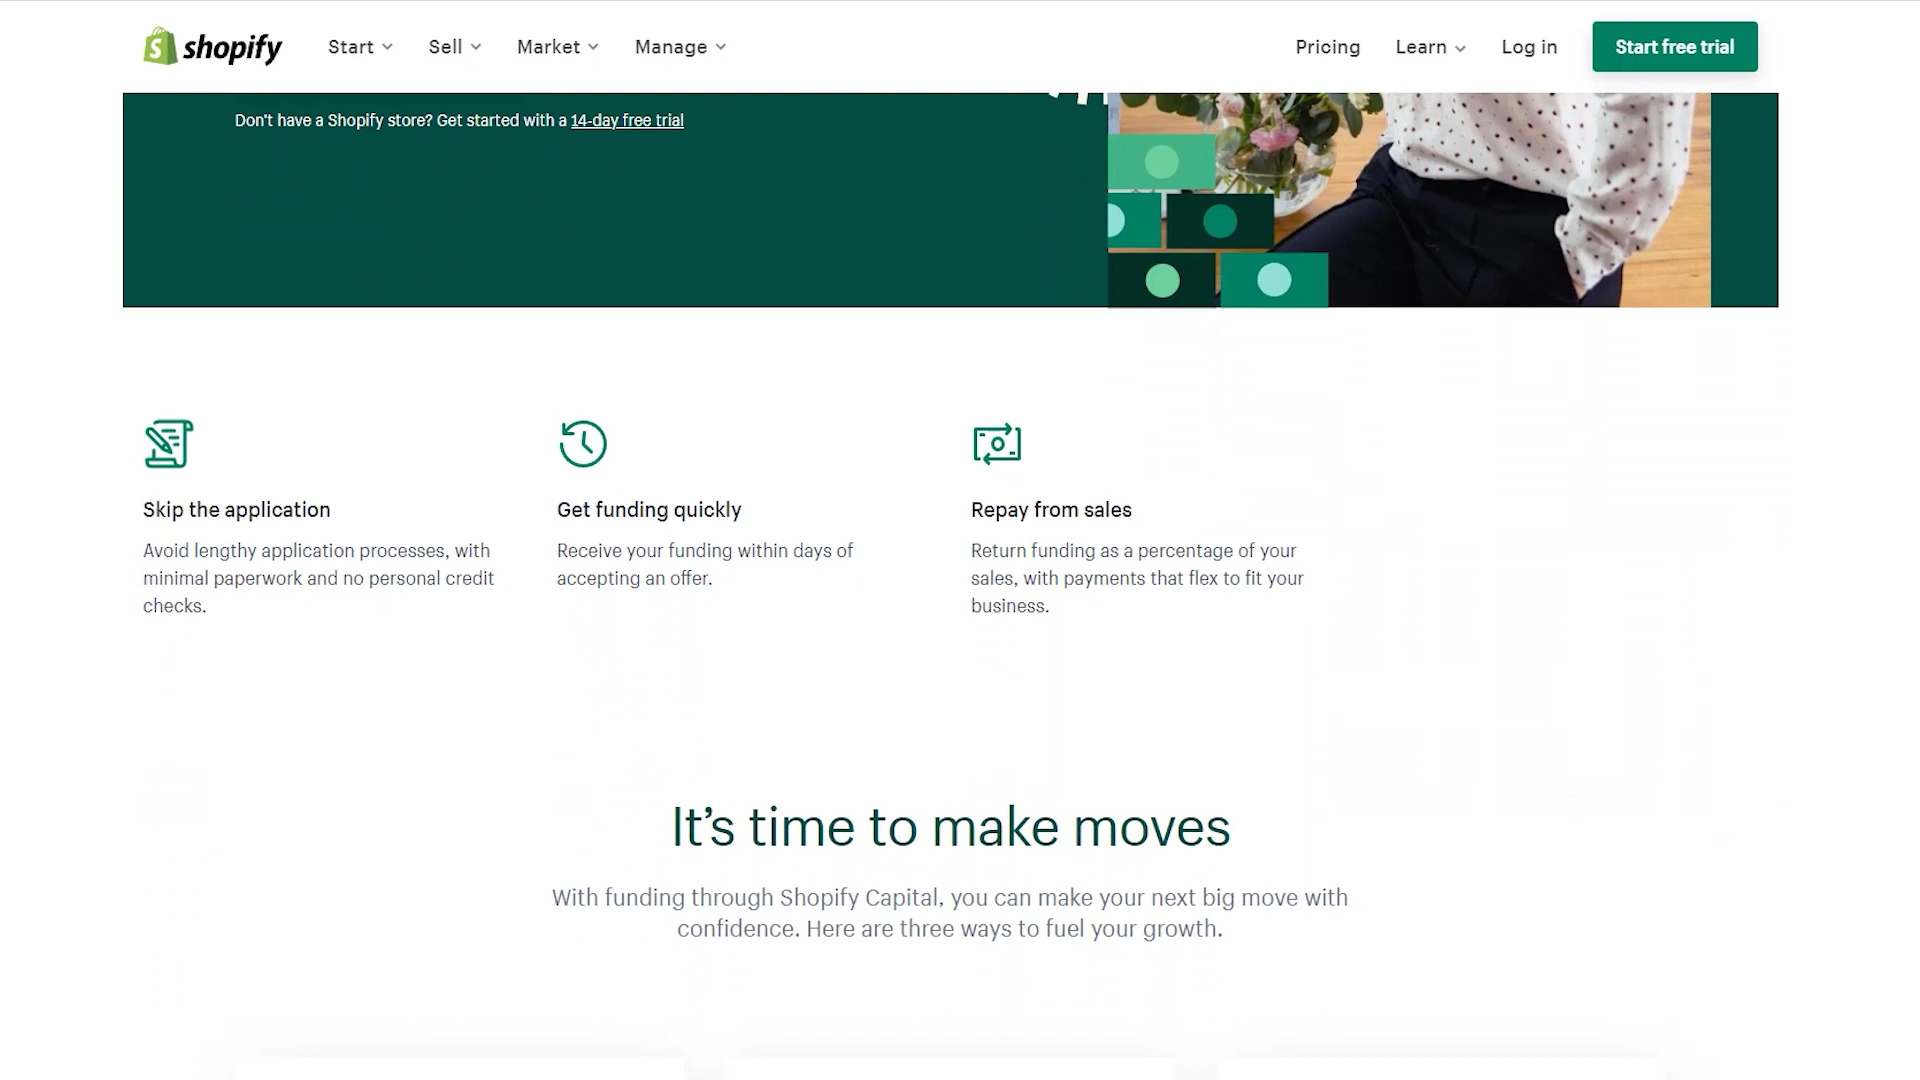 shopify
Start
Sell
Market
Manage
Pricing
Learn
Log in
Start free trial
Don't have a Shopify store? Get started with a 14-day free trial
Skip the application
Avoid lengthy application processes, with
minimal paperwork and no personal credit
checks.
Get funding quickly
Receive your funding within days of
accepting an offer.
Repay from sales
Return funding as a percentage of your
sales, with payments that flex to fit your
business.
It’s time to make moves
With funding through Shopify Capital, you can make your next big move with
confidence. Here are three ways to fuel your growth.